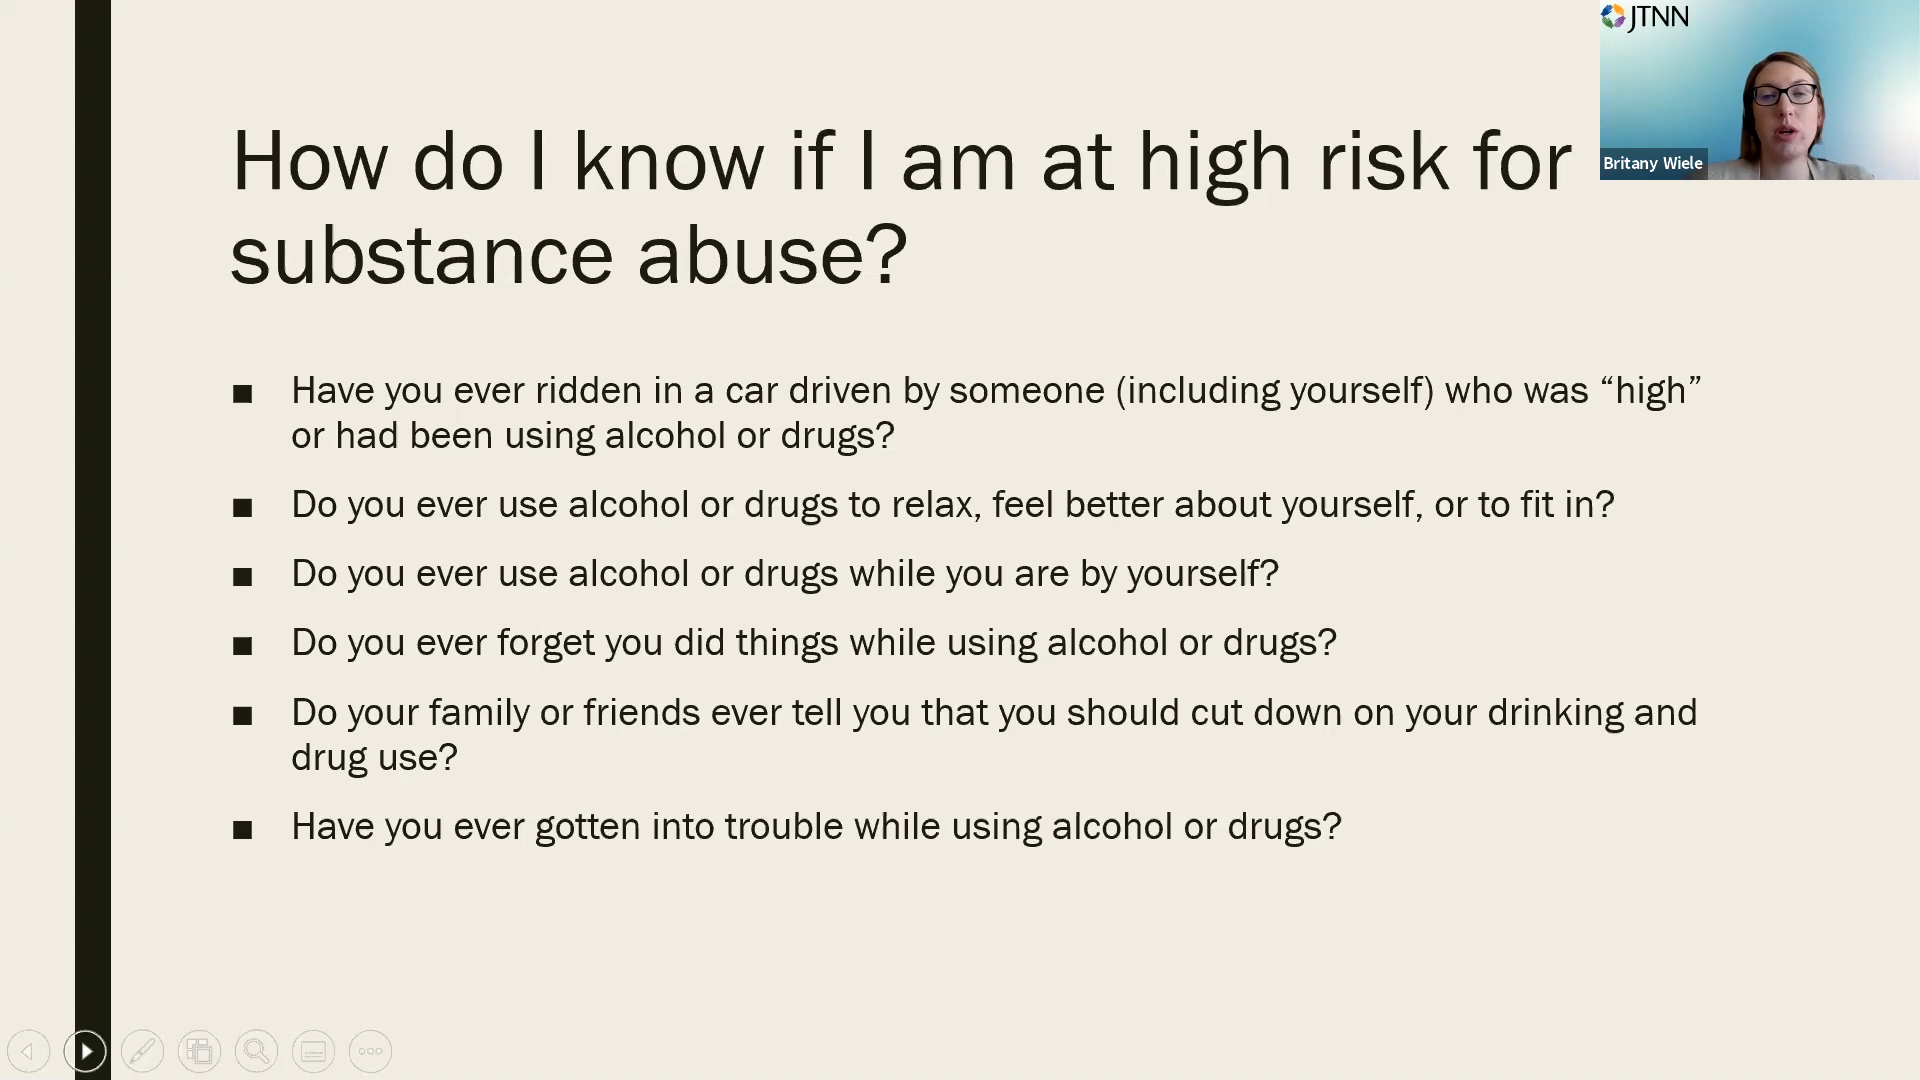 JTNN
Britany Wiele
How do I know if I am at high risk for
substance abuse?
■ Have you ever ridden in a car driven by someone (including yourself) who was “high”
or had been using alcohol or drugs?
■ Do you ever use alcohol or drugs to relax, feel better about yourself, or to fit in?
■ Do you ever use alcohol or drugs while you are by yourself?
■ Do you ever forget you did things while using alcohol or drugs?
■ Do your family or friends ever tell you that you should cut down on your drinking and
drug use?
■ Have you ever gotten into trouble while using alcohol or drugs?